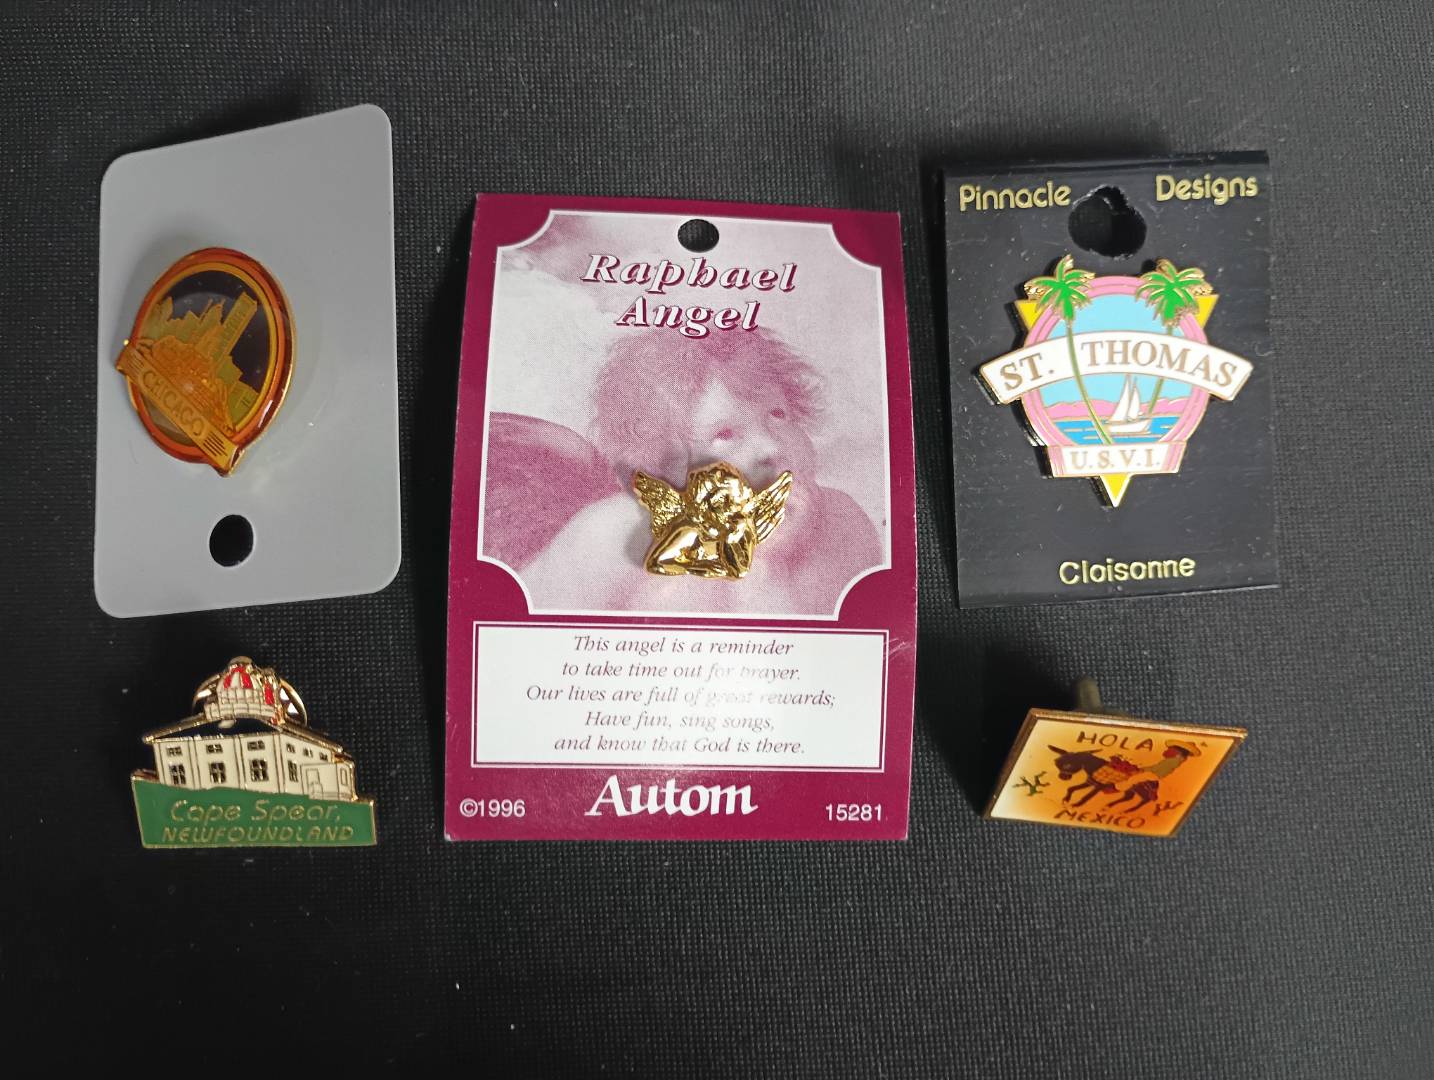 CHICAGO
Raphael
Angel
This angel is a reminder
to take time out for prayer.
Our lives are full of great rewards;
Have fun, sing songs,
and know that God is there.
©1996 Autom 15281
Pinnacle Designs
ST. THOMAS
U.S.V.I.
Cloisonne
Cape Spear,
NEWFOUNDLAND
HOLA
MEXICO